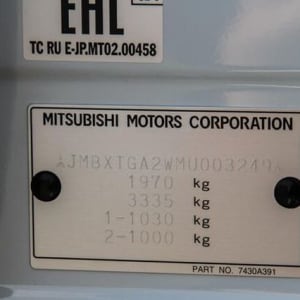 EAC
TC RU E-JP.MT02.00458
MITSUBISHI MOTORS CORPORATION
JMBXTGA2WMU003249
1970 kg
3335 kg
1-1030 kg
2-1000 kg
PART NO. 7430A391